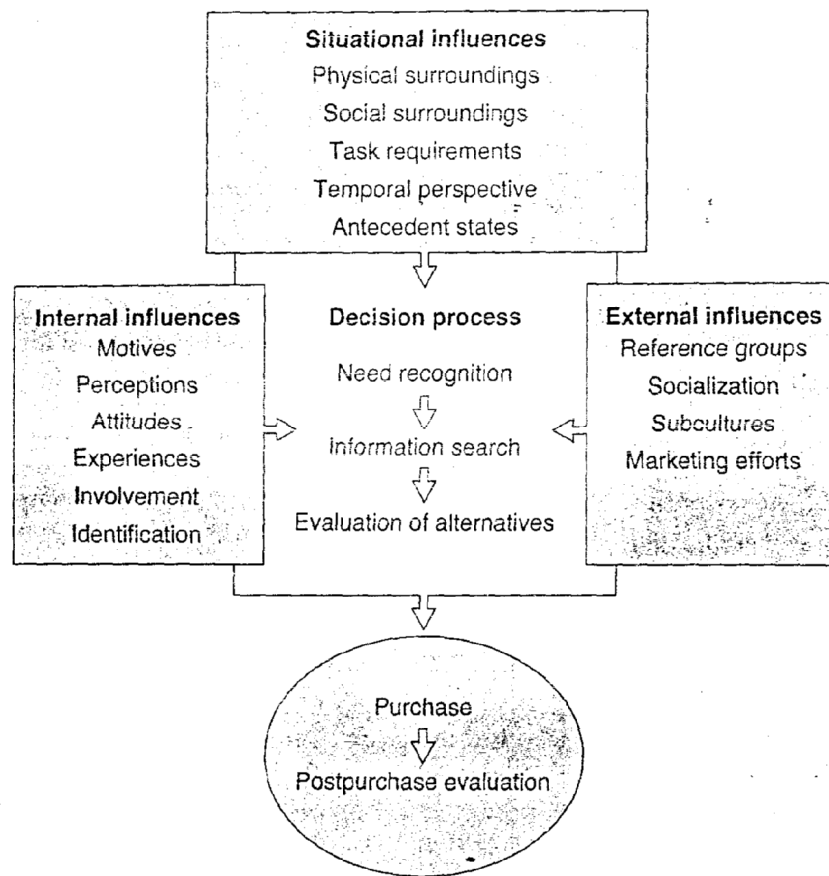 Situational influences
Physical surroundings
Social surroundings
Task requirements
Temporal perspective
Antecedent states
Internal influences
Motives
Perceptions
Attitudes
Experiences
Involvement
Identification
Decision process
Need recognition
Information search
Evaluation of alternatives
External influences
Reference groups
Socialization
Subcultures
Marketing efforts
Purchase
Postpurchase evaluation